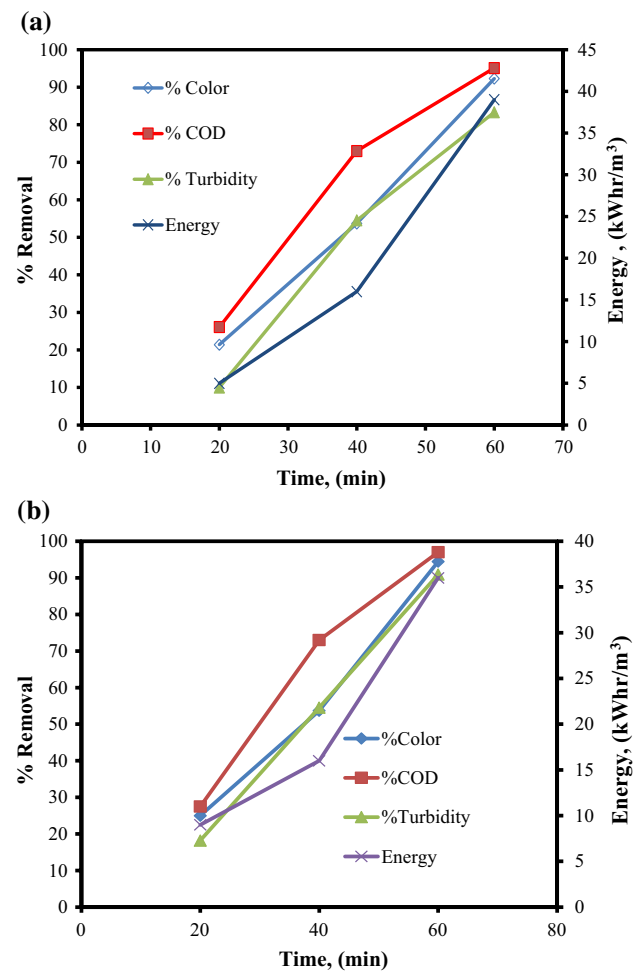 (a)
100
90
80
70
60
50
40
30
20
10
0
% Removal
45
40
35
30
25
20
15
10
5
0
Energy , (kWhr/m³)
% Color
% COD
% Turbidity
Energy
0 10 20 30 40 50 60 70
Time, (min)
(b)
100
90
80
70
60
50
40
30
20
10
0
% Removal
40
35
30
25
20
15
10
5
0
Energy, (kWhr/m³)
%Color
%COD
%Turbidity
Energy
0 20 40 60 80
Time, (min)